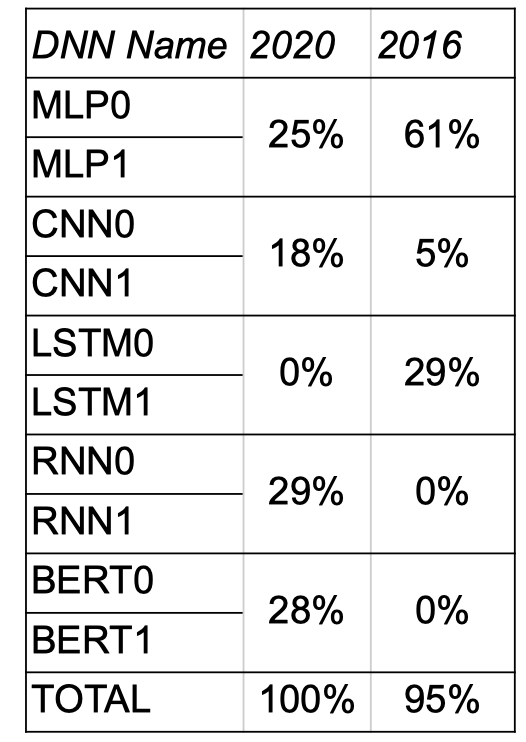 DNN Name 2020 2016
MLP0
25% 61%
MLP1
CNN0
18% 5%
CNN1
LSTM0
0% 29%
LSTM1
RNN0
29% 0%
RNN1
BERT0
28% 0%
BERT1
TOTAL 100% 95%